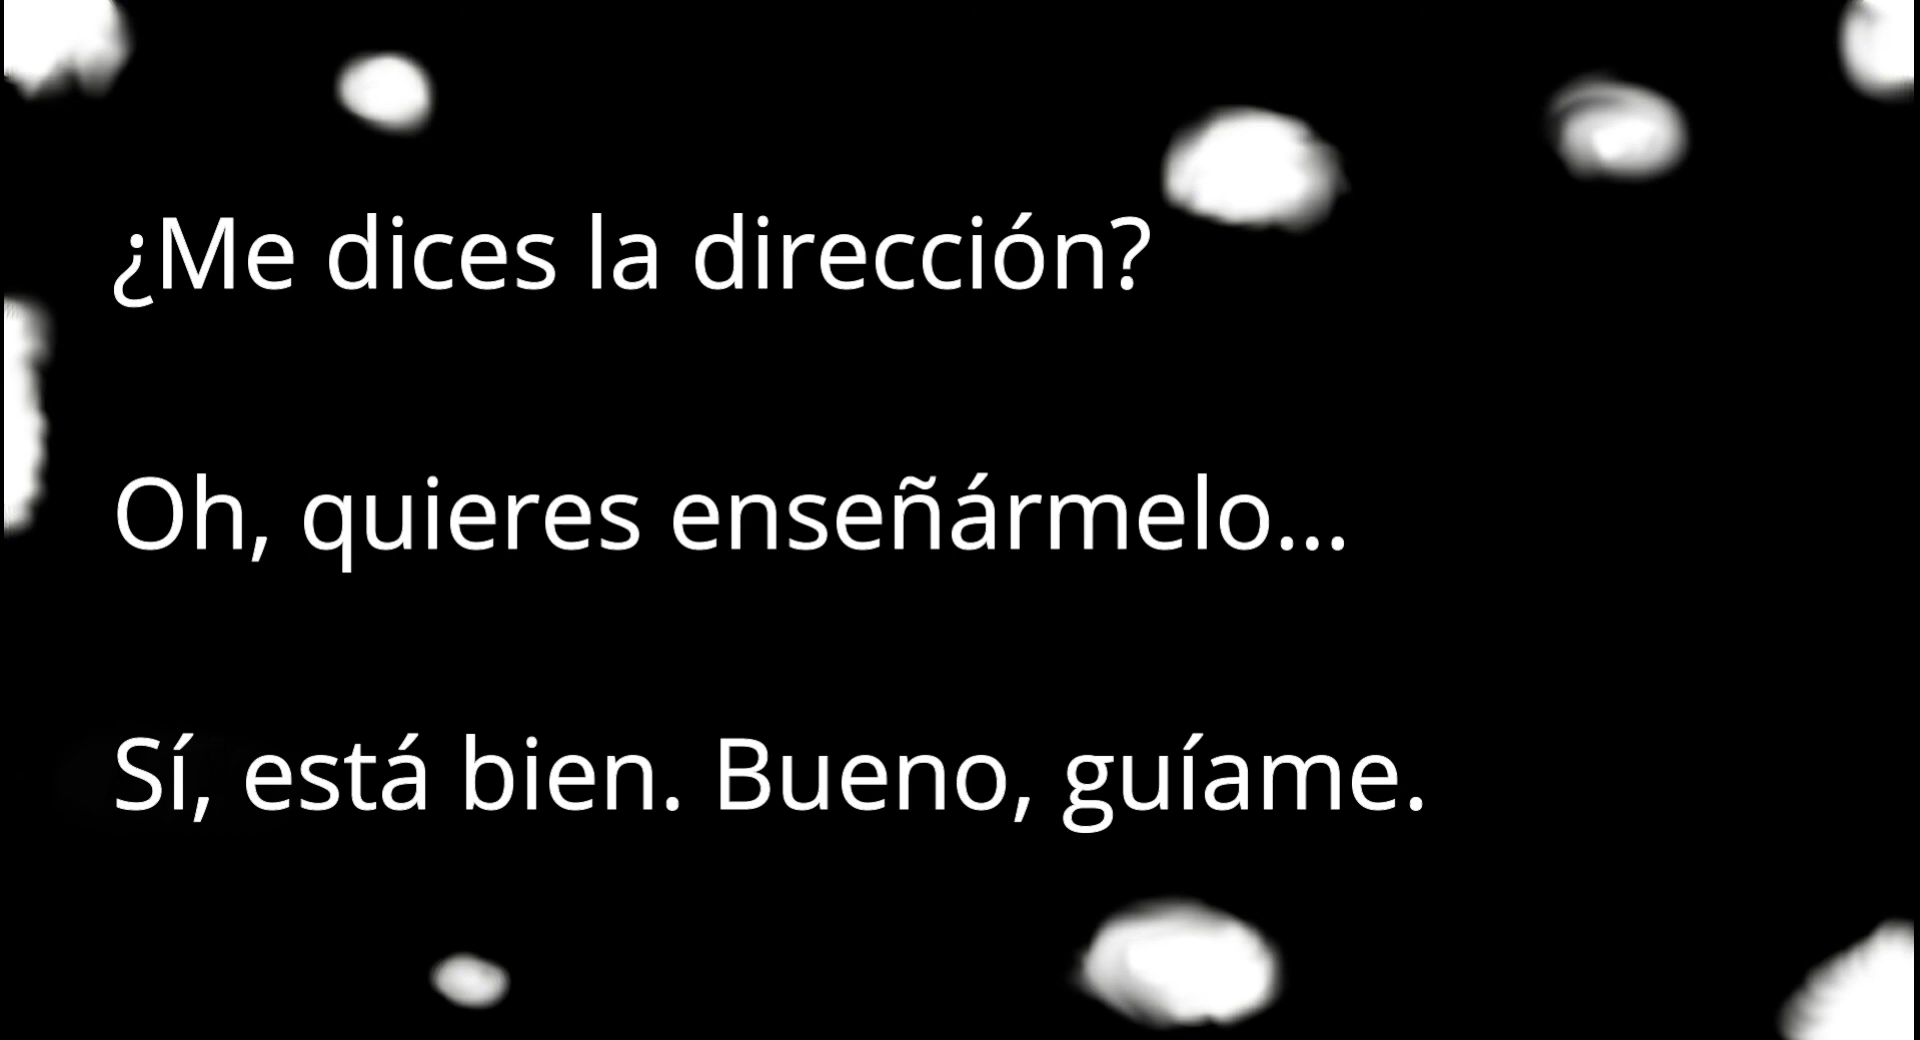 ¿Me dices la dirección?
Oh, quieres enseñármelo...
Sí, está bien. Bueno, guíame.